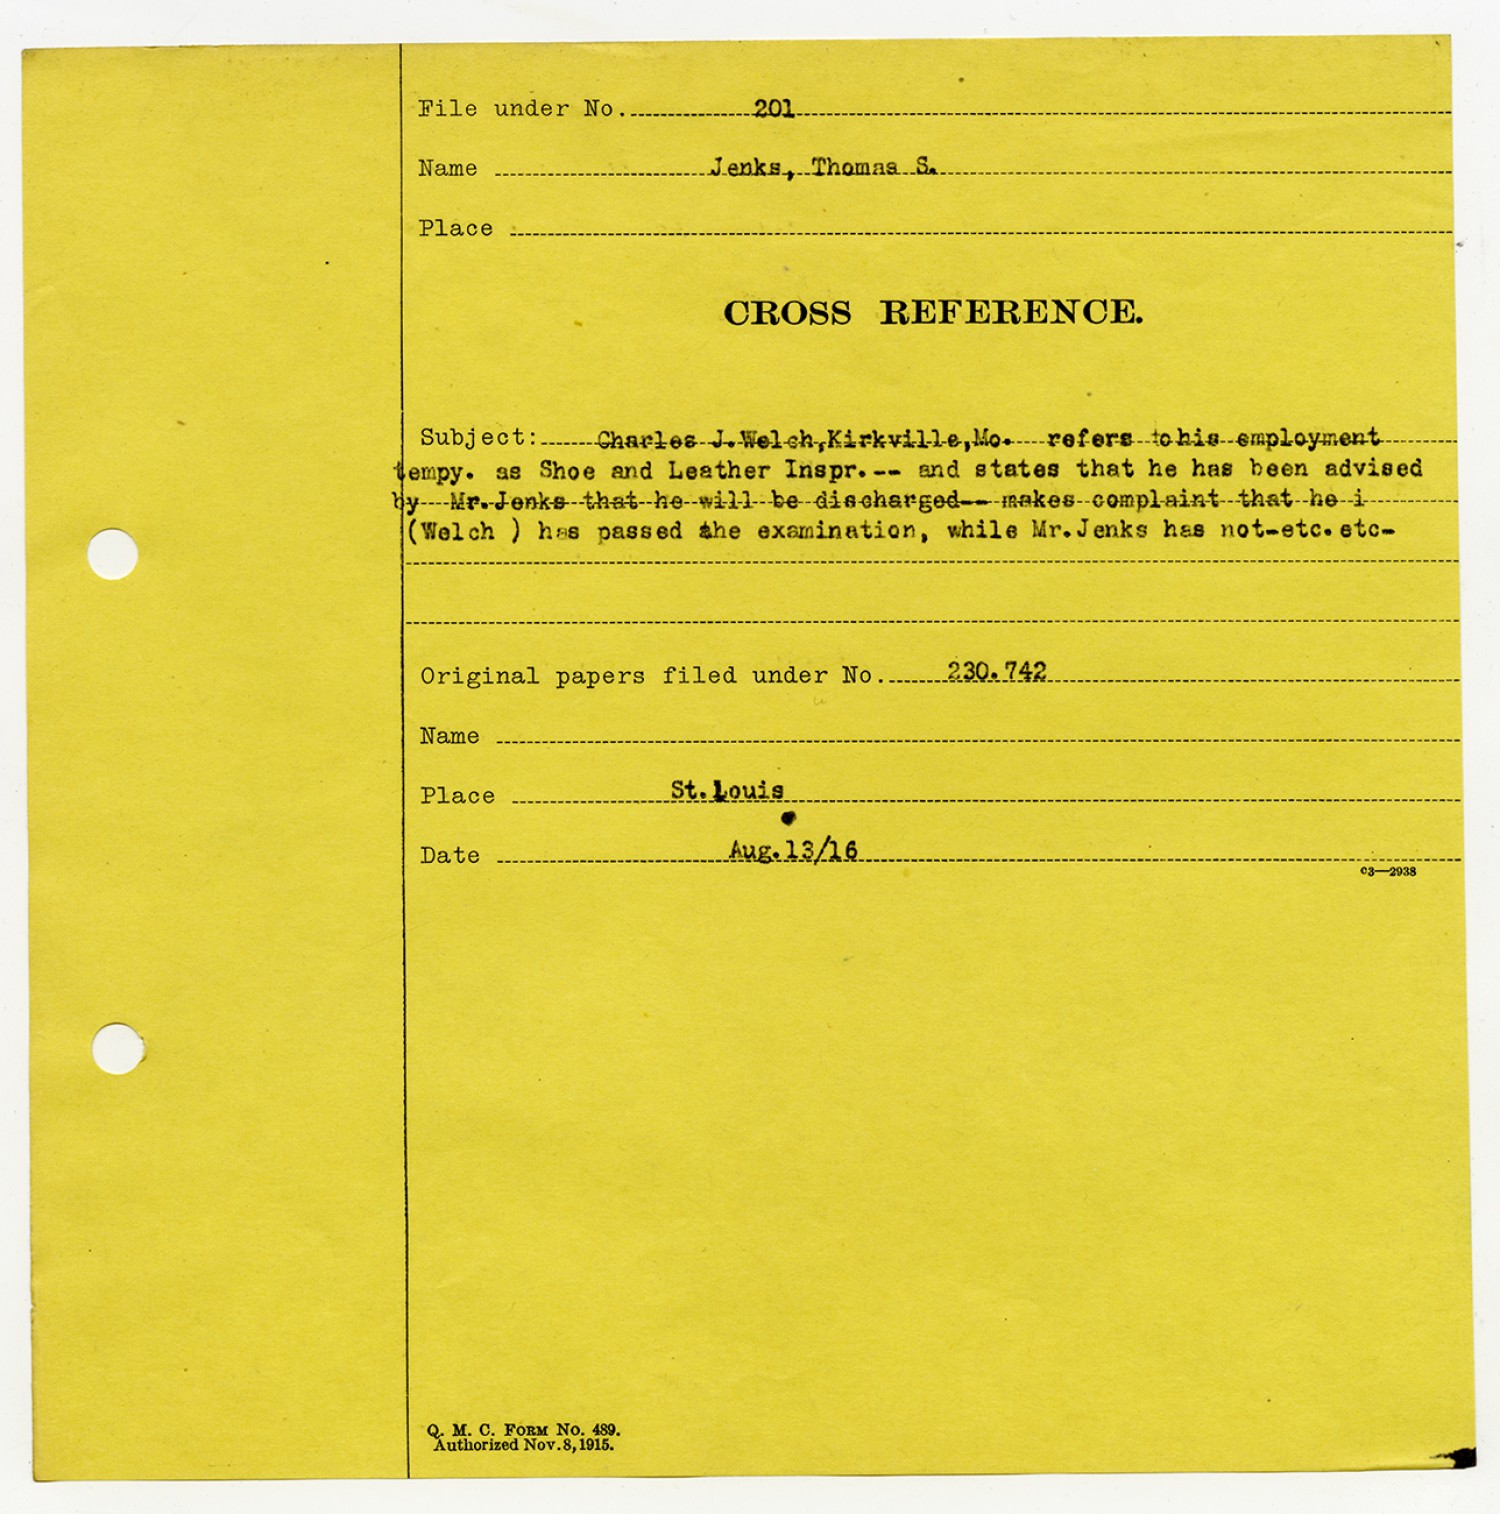 File under No. 201
Name Jenks, Thomas S.
Place
CROSS REFERENCE.
Subject: Charles J.Welch,Kirkville,Mo. refers to his employment
tempy. as Shoe and Leather Inspr.-- and states that he has been advised
by Mr.Jenks that he will be discharged-- makes complaint that he i
(Welch ) has passed the examination, while Mr.Jenks has not-etc.etc-
Original papers filed under No. 230.742
Name
Place St.Louis
Date Aug.13/16
03—2938
Q. M. C. FORM No. 489.
Authorized Nov.8,1915.